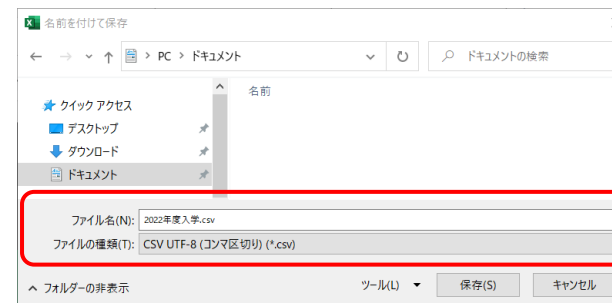 名前を付けて保存
PC > ドキュメント
ドキュメントの検索
名前
クイック アクセス
デスクトップ
ダウンロード
ドキュメント
ファイル名(N): 2022年度入学.csv
ファイルの種類(T): CSV UTF-8 (コンマ区切り) (*.csv)
フォルダーの非表示
ツール(L)
保存(S)
キャンセル